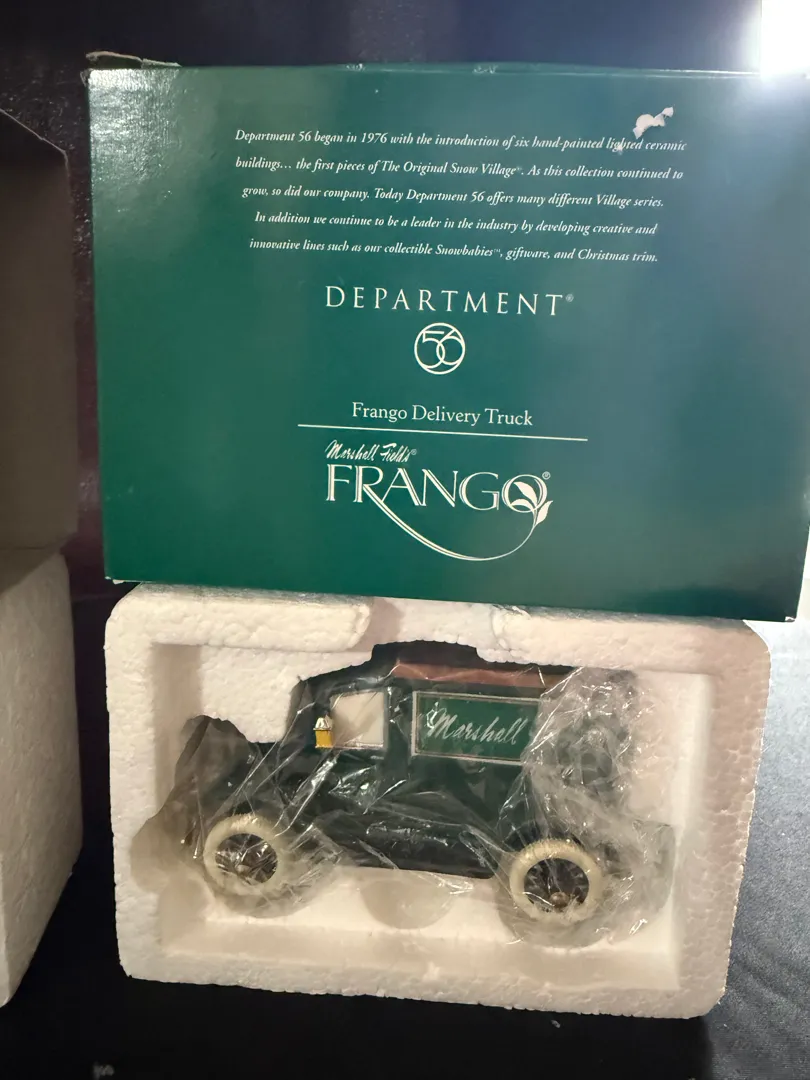 Department 56 began in 1976 with the introduction of six hand-painted lighted ceramic
buildings... the first pieces of The Original Snow Village®. As this collection continued to
grow, so did our company. Today Department 56 offers many different Village series.
In addition we continue to be a leader in the industry by developing creative and
innovative lines such as our collectible Snowbabies™, giftware, and Christmas trim.
DEPARTMENT®
56
Frango Delivery Truck
Marshall Field's®
FRANGO®
Marshall